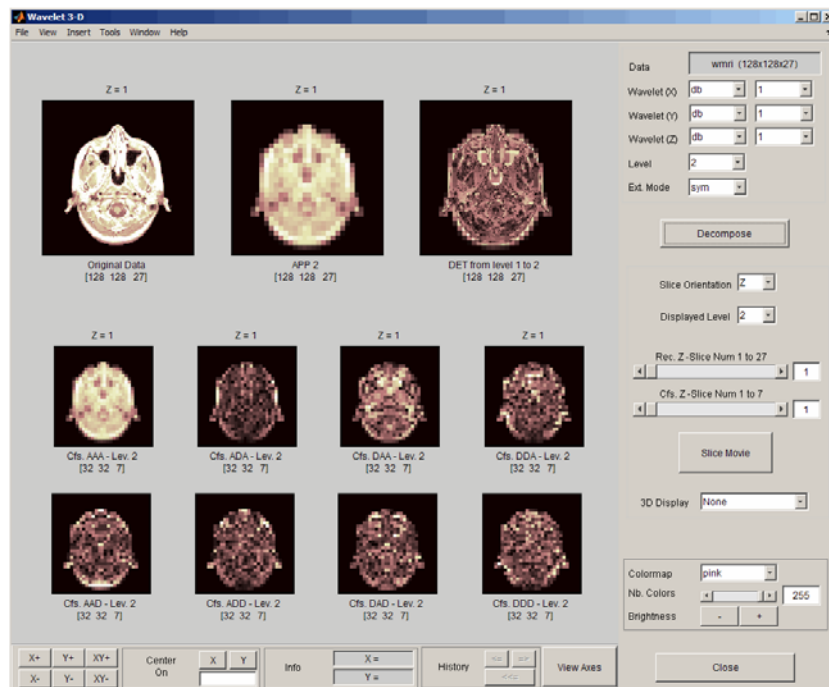 Wavelet 3-D
File View Insert Tools Window Help
Z = 1 Z = 1 Z = 1
Original Data APP 2 DET from level 1 to 2
[128 128 27] [128 128 27] [128 128 27]
Z = 1 Z = 1 Z = 1 Z = 1
Cfs. AAA - Lev. 2 Cfs. ADA - Lev. 2 Cfs. DAA - Lev. 2 Cfs. DDA - Lev. 2
[32 32 7] [32 32 7] [32 32 7] [32 32 7]
Cfs. AAD - Lev. 2 Cfs. ADD - Lev. 2 Cfs. DAD - Lev. 2 Cfs. DDD - Lev. 2
[32 32 7] [32 32 7] [32 32 7] [32 32 7]
Data wmri (128x128x27)
Wavelet (X) db 1
Wavelet (Y) db 1
Wavelet (Z) db 1
Level 2
Ext. Mode sym
Decompose
Slice Orientation Z
Displayed Level 2
Rec. Z-Slice Num 1 to 27
1
Cfs. Z-Slice Num 1 to 7
1
Slice Movie
3D Display None
Colormap pink
Nb. Colors 255
Brightness - +
X+ Y+ XY+ Center On X Y Info X = History <= => View Axes Close
X- Y- XY- Y = <<=